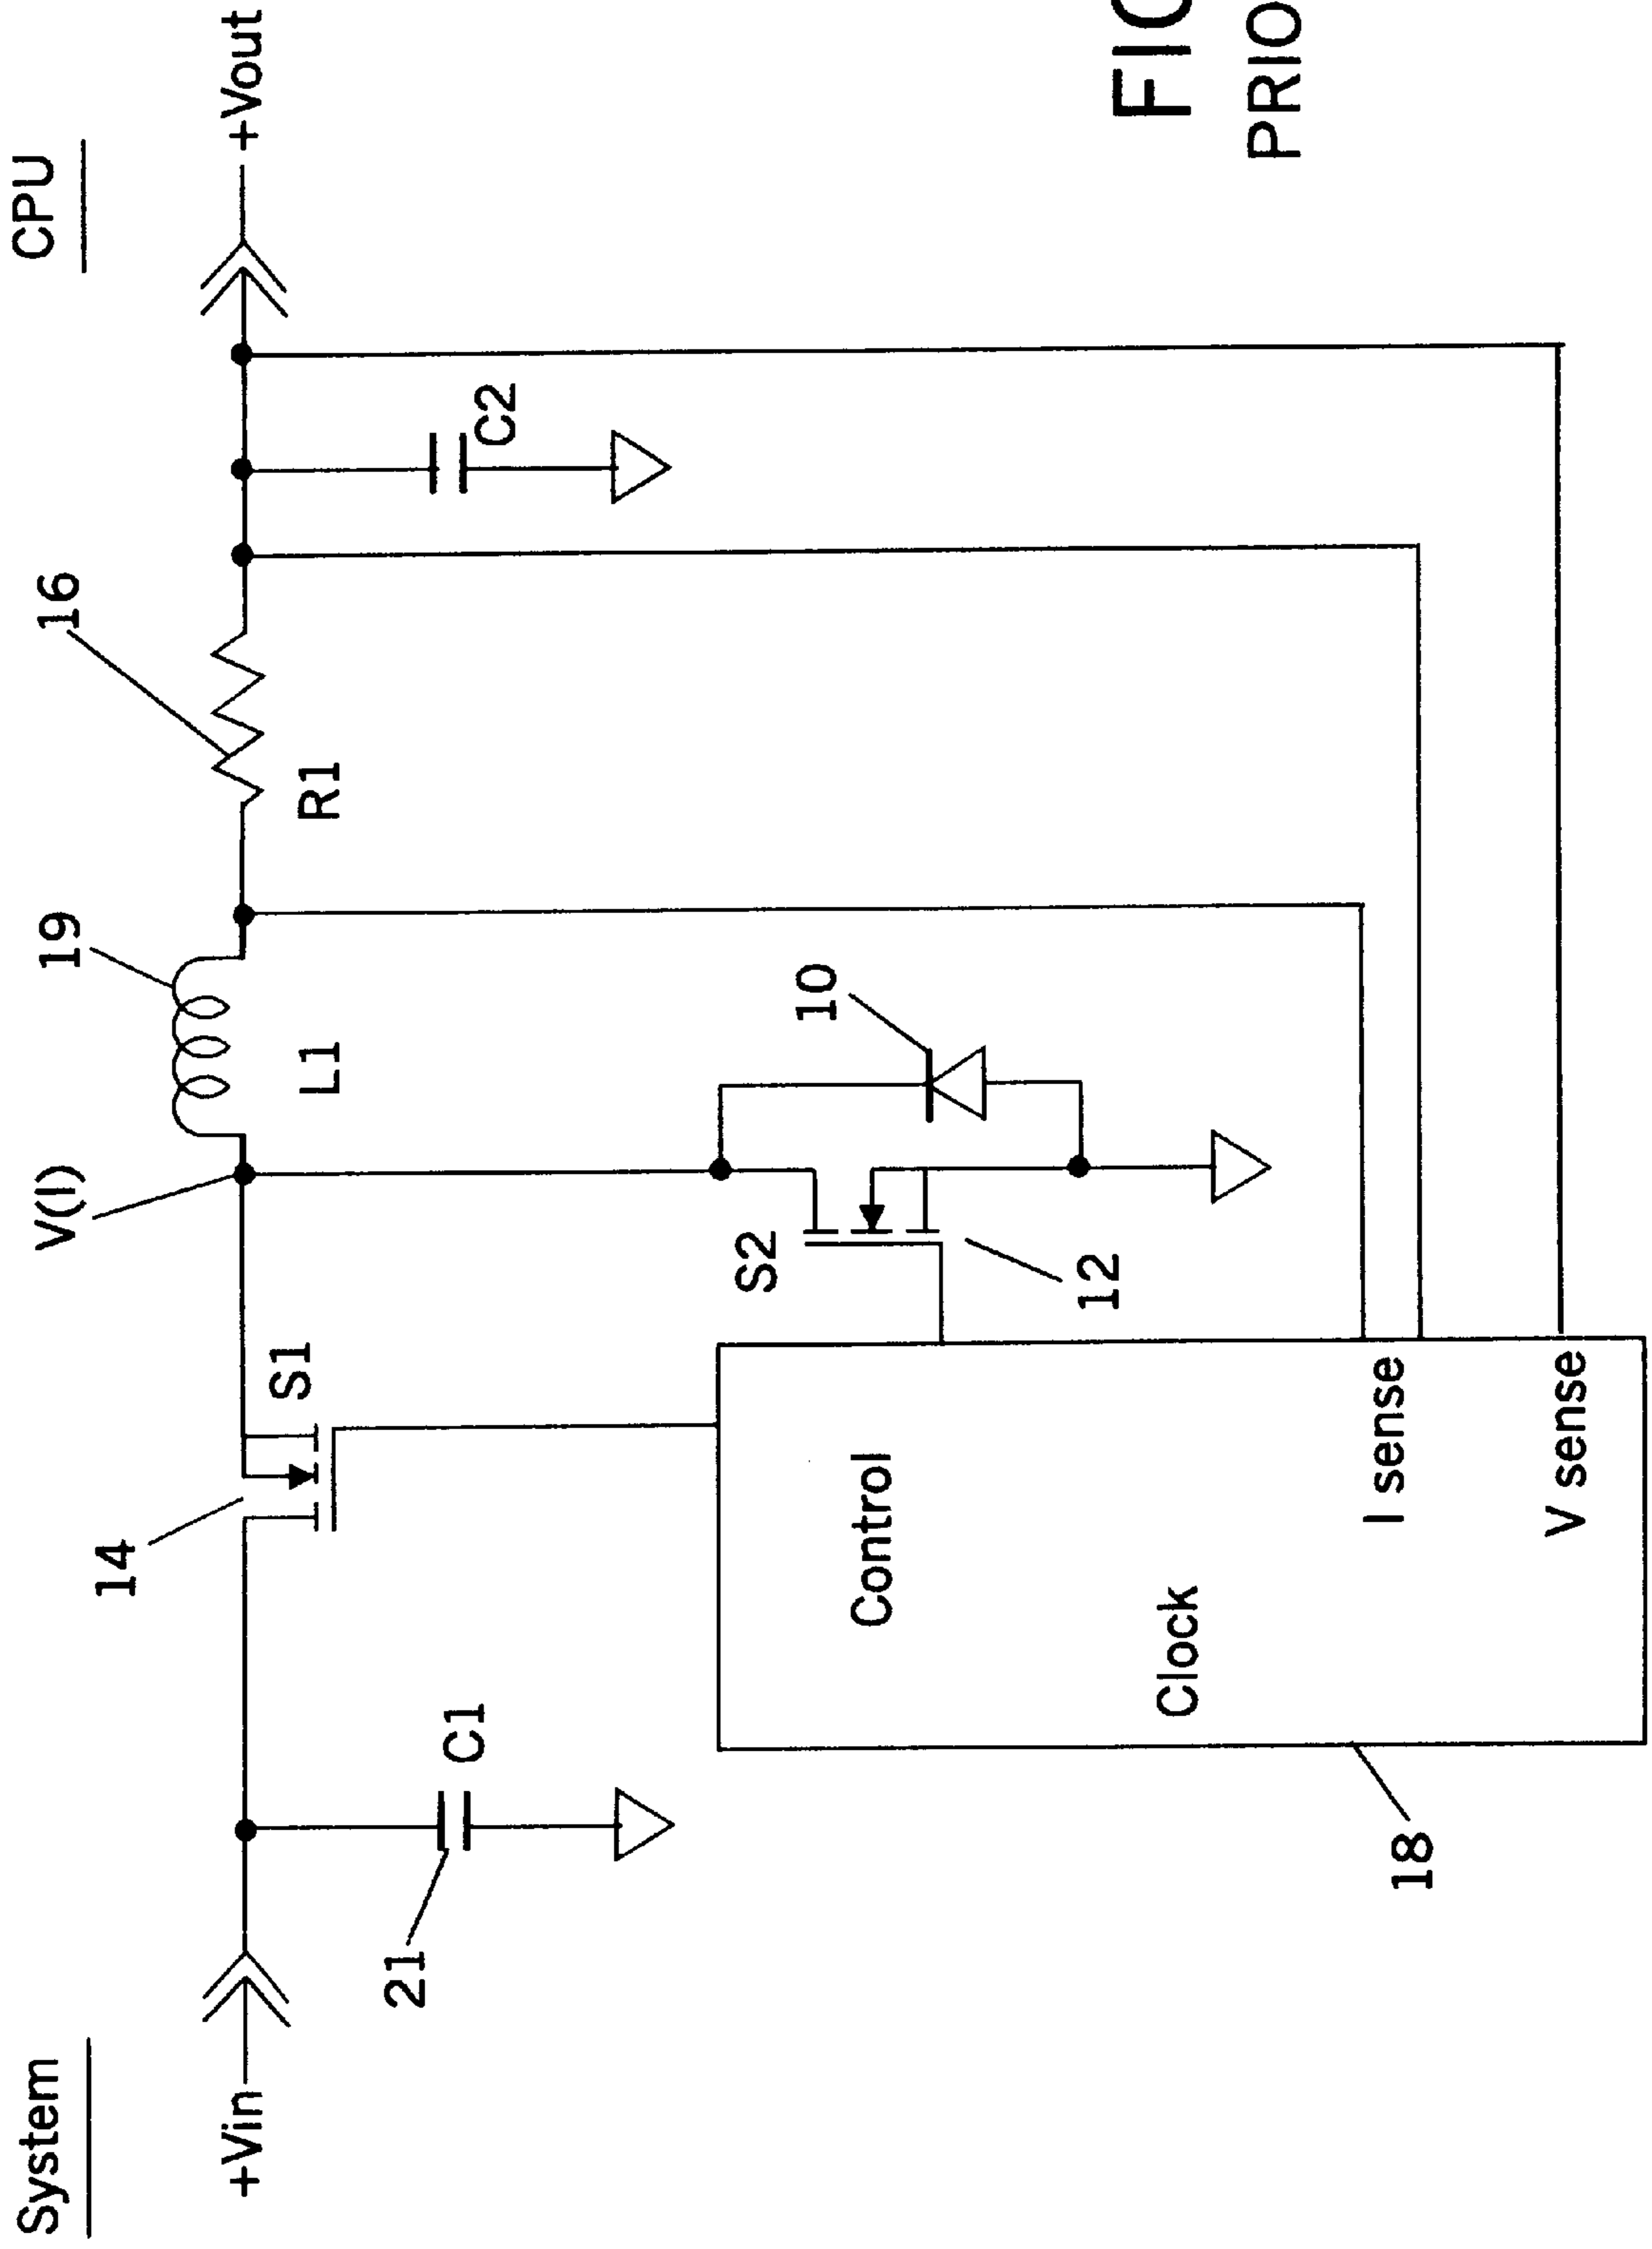 System
CPU
+Vin
+Vout
14
S1
V(I)
19
L1
16
R1
21
C1
C2
S2
10
12
Control
Clock
I sense
V sense
18
PRIO